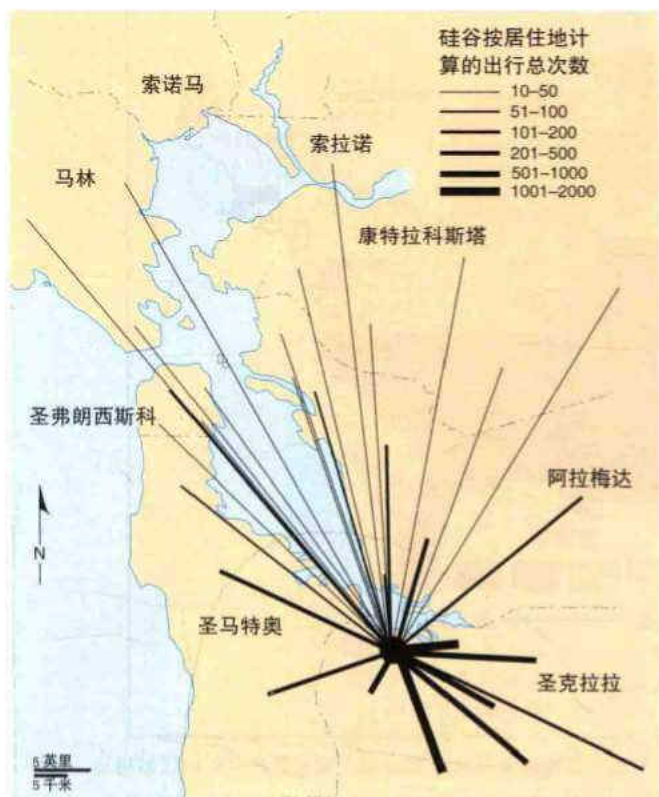 硅谷按居住地计
算的出行总次数
10–50
51–100
101–200
201–500
501–1000
1001–2000
索诺马
索拉诺
马林
康特拉科斯塔
圣弗朗西斯科
阿拉梅达
N
圣马特奥
圣克拉拉
5 英里
5 千米